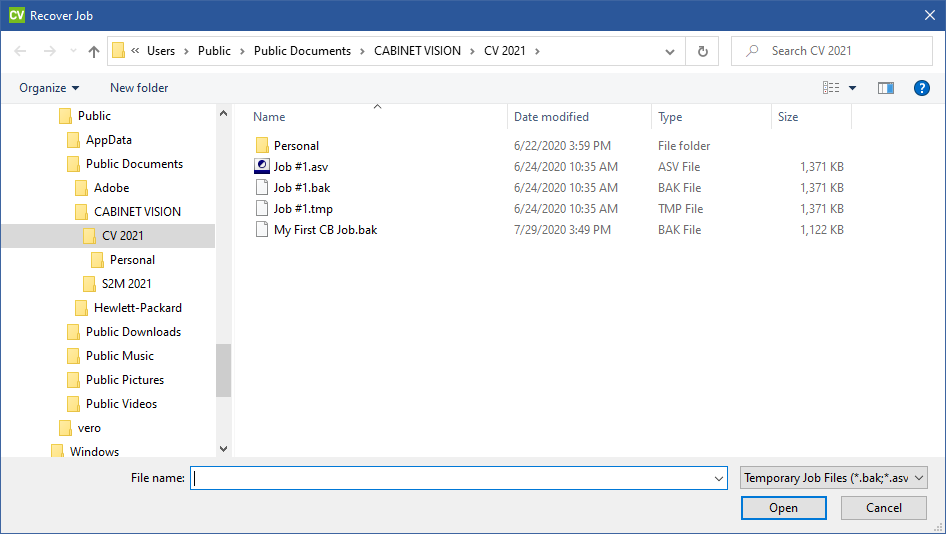 CV Recover Job
« Users > Public > Public Documents > CABINET VISION > CV 2021 >
Search CV 2021
Organize
New folder
?
Public
AppData
Public Documents
Adobe
CABINET VISION
CV 2021
Personal
S2M 2021
Hewlett-Packard
Public Downloads
Public Music
Public Pictures
Public Videos
vero
Windows
Name Date modified Type Size
Personal 6/22/2020 3:59 PM File folder
Job #1.asv 6/24/2020 10:35 AM ASV File 1,371 KB
Job #1.bak 6/24/2020 10:35 AM BAK File 1,371 KB
Job #1.tmp 6/24/2020 10:35 AM TMP File 1,371 KB
My First CB Job.bak 7/29/2020 3:49 PM BAK File 1,122 KB
File name:
Temporary Job Files (*.bak;*.asv
Open
Cancel